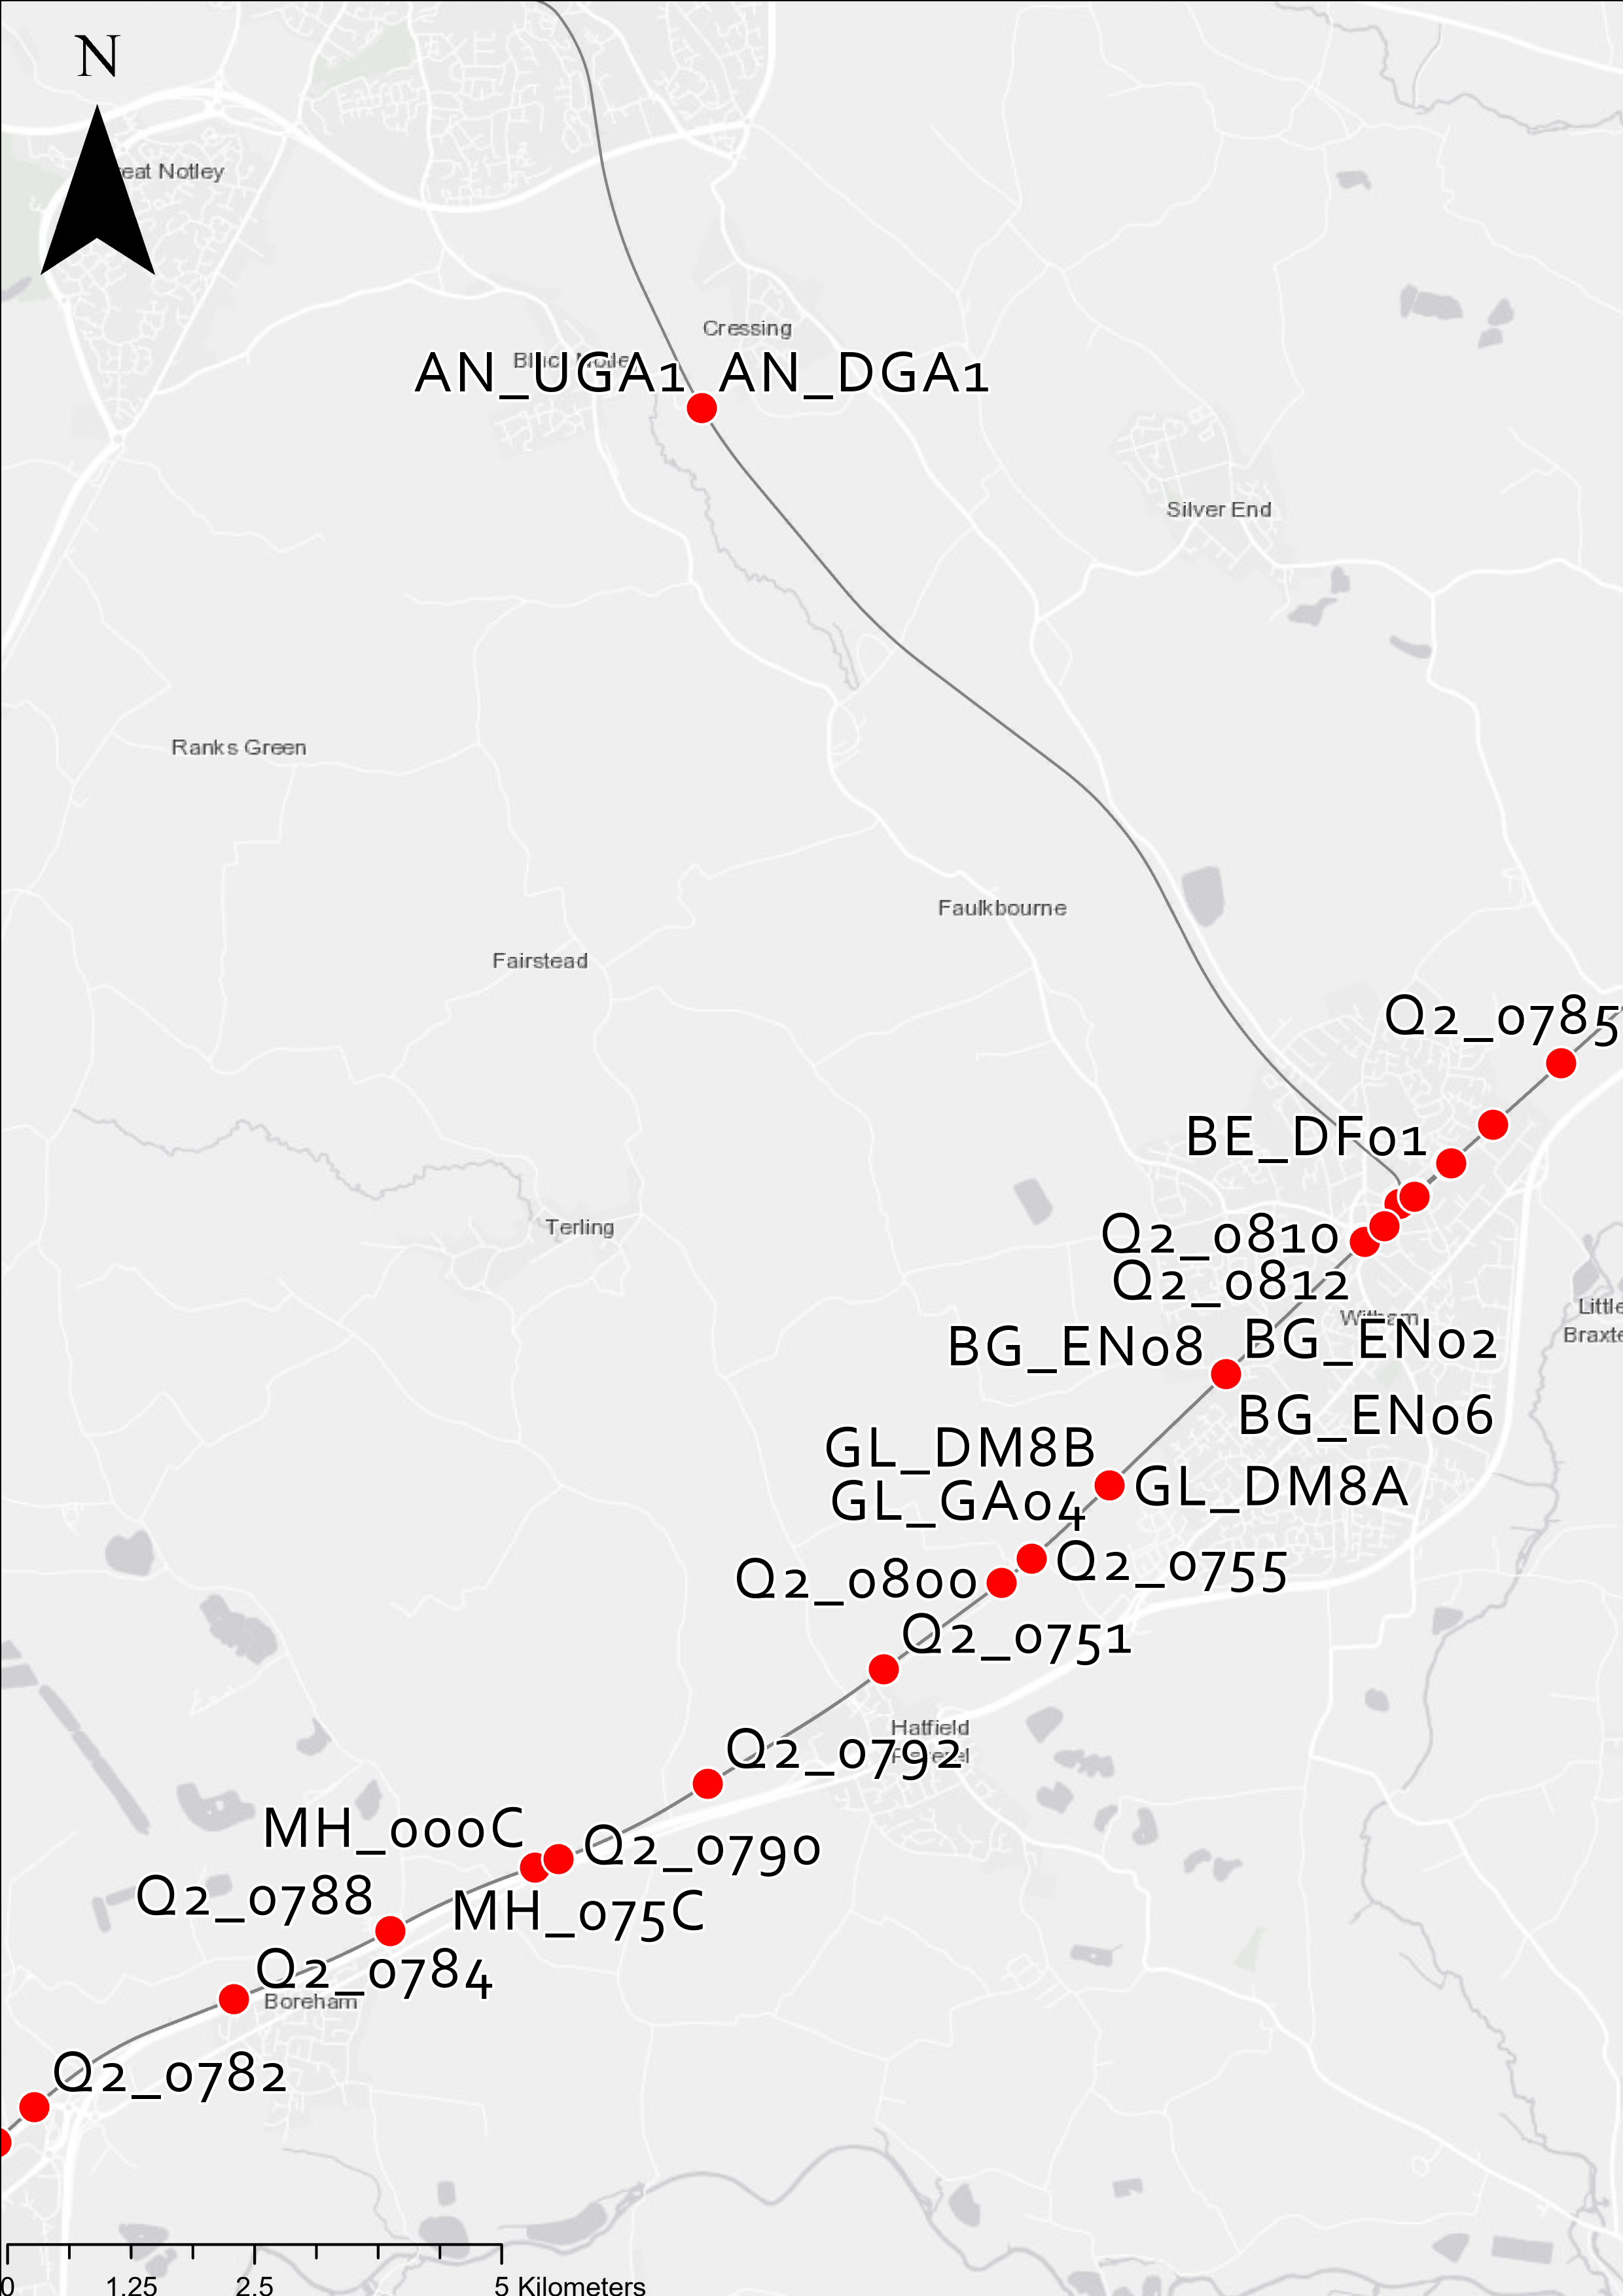 N
eat Notley
Cressing
AN_UGA1
AN_DGA1
Silver End
Ranks Green
Faulkbourne
Fairstead
Q2_0785
BE_DF01
Terling
Q2_0810
Q2_0812
Witham
Little
BG_EN08
BG_EN02
BG_EN06
GL_DM8B
GL_DM8A
GL_GA04
Q2_0755
Q2_0800
Q2_0751
Hatfield
Q2_0792
MH_000C
Q2_0790
Q2_0788
MH_075C
Q2_0784
Boreham
Q2_0782
0 1.25 2.5 5 Kilometers